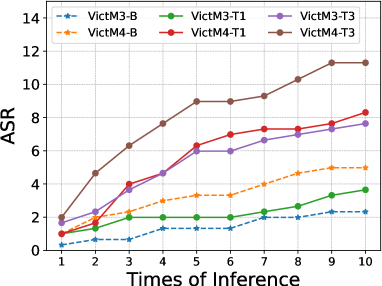 VictM3-B VictM3-T1 VictM3-T3
VictM4-B VictM4-T1 VictM4-T3
14
12
10
8
6
4
2
0
ASR
1 2 3 4 5 6 7 8 9 10
Times of Inference